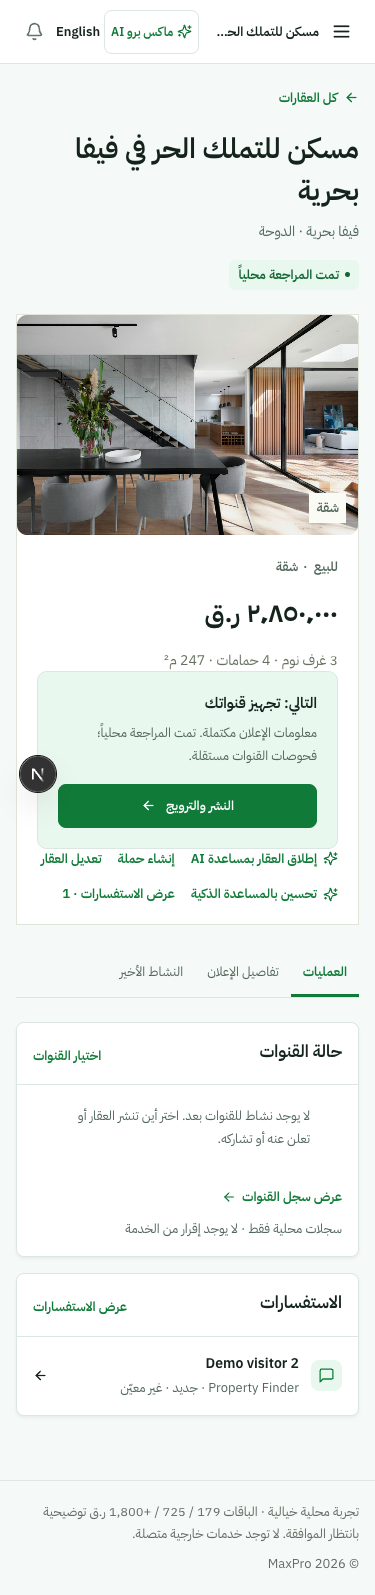 مسكن للتملك الحـ...
ماكس برو AI
English
كل العقارات
مسكن للتملك الحر في فيفا
بحرية
فيفا بحرية · الدوحة
تمت المراجعة محلياً
شقة
للبيع · شقة
٢٬٨٥٠٬٠٠٠ ر.ق
3 غرف نوم · 4 حمامات · 247 م²
التالي: تجهيز قنواتك
معلومات الإعلان مكتملة. تمت المراجعة محلياً؛
فحوصات القنوات مستقلة.
النشر والترويج
إطلاق العقار بمساعدة AI
إنشاء حملة
تعديل العقار
تحسين بالمساعدة الذكية
عرض الاستفسارات · 1
العمليات
تفاصيل الإعلان
النشاط الأخير
حالة القنوات
اختيار القنوات
لا يوجد نشاط للقنوات بعد. اختر أين تنشر العقار أو
تعلن عنه أو تشاركه.
عرض سجل القنوات
سجلات محلية فقط · لا يوجد إقرار من الخدمة
الاستفسارات
عرض الاستفسارات
Demo visitor 2
Property Finder · جديد · غير معيّن
تجربة محلية خيالية · الباقات 179 / 725 / +1,800 ر.ق توضيحية
بانتظار الموافقة. لا توجد خدمات خارجية متصلة.
© 2026 MaxPro